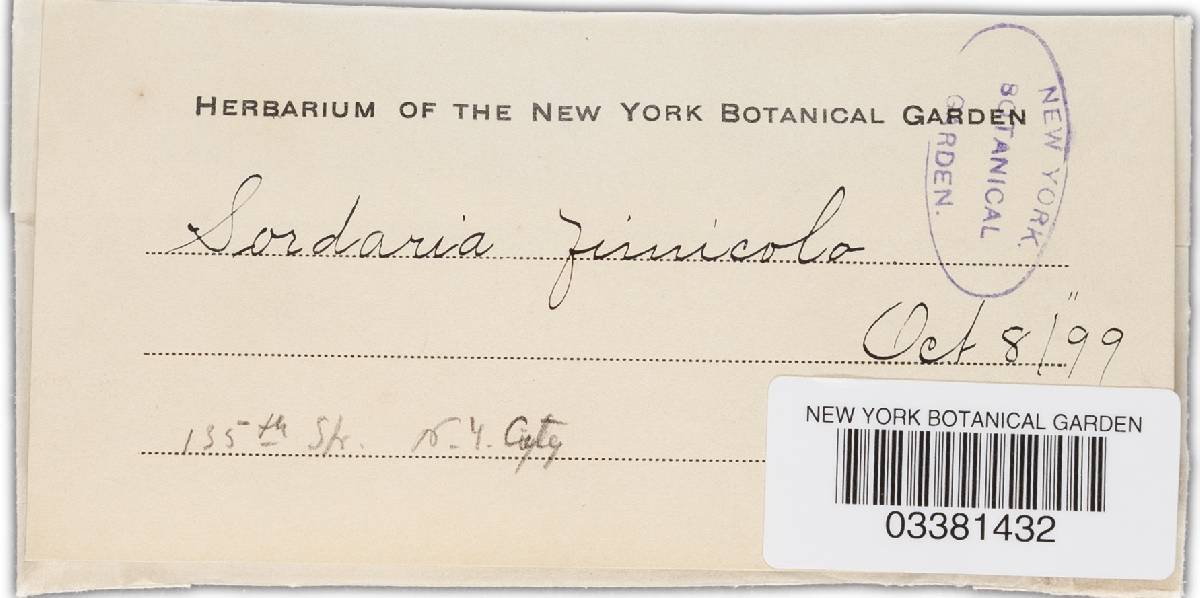 HERBARIUM OF THE NEW YORK BOTANICAL GARDEN
NEW YORK
BOTANICAL
GARDEN.
Sordaria fimicola
Oct 8/"99
135th Str. N.Y. City
NEW YORK BOTANICAL GARDEN
03381432